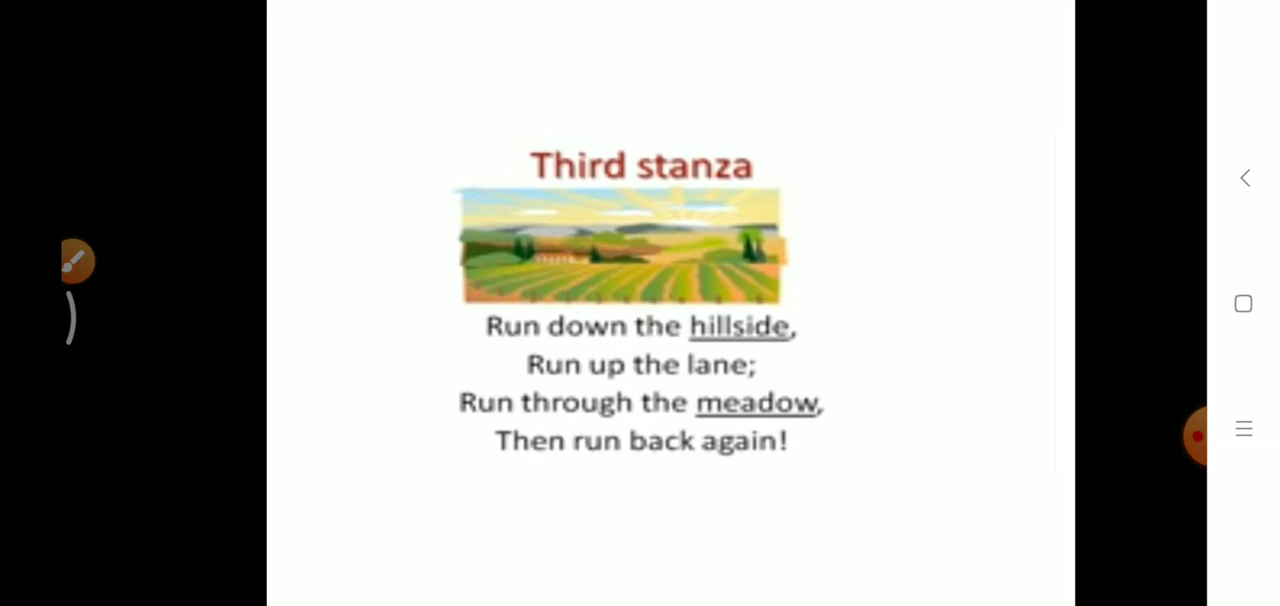 Third stanza
Run down the hillside,
Run up the lane;
Run through the meadow,
Then run back again!